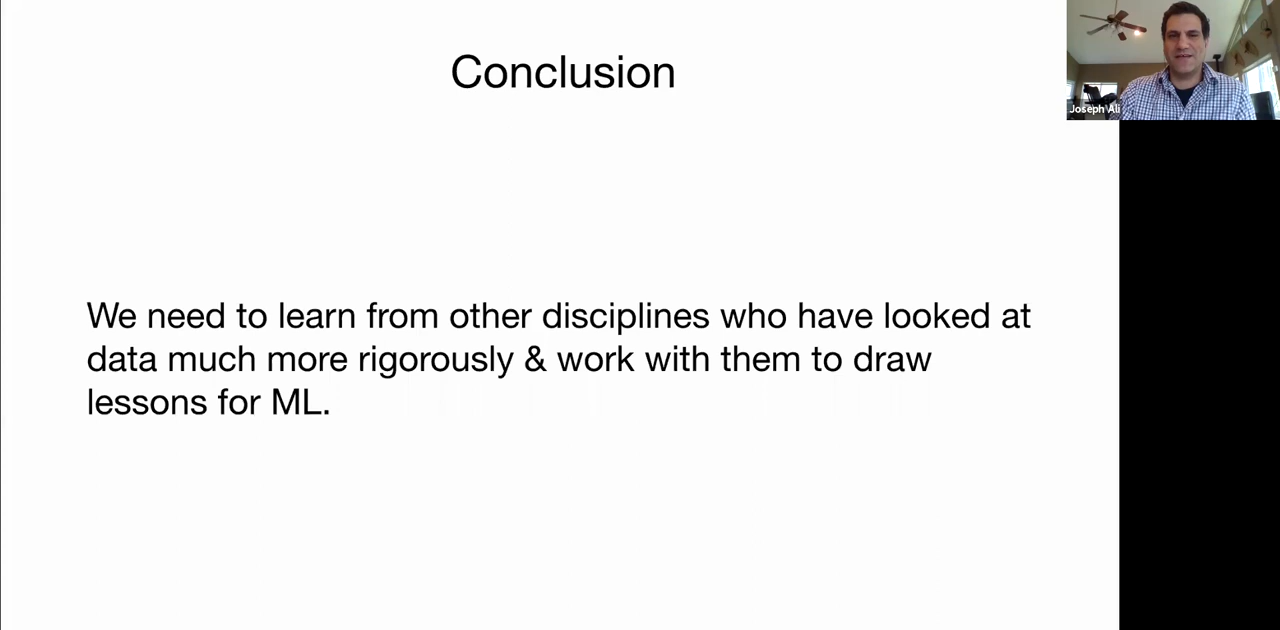 Conclusion
Joseph Ali
We need to learn from other disciplines who have looked at
data much more rigorously & work with them to draw
lessons for ML.